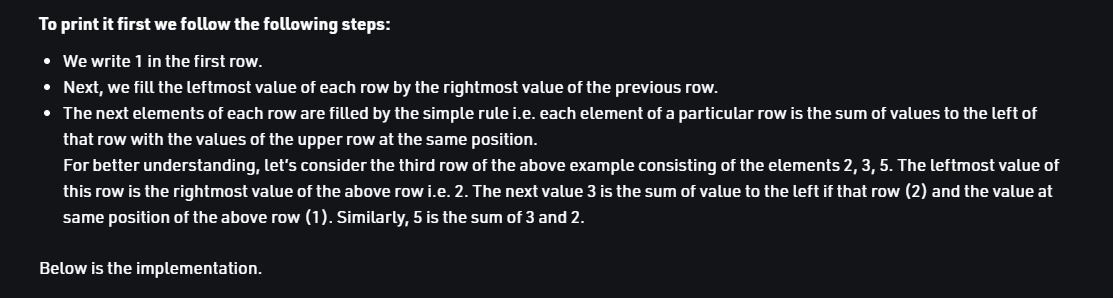 To print it first we follow the following steps:
• We write 1 in the first row.
• Next, we fill the leftmost value of each row by the rightmost value of the previous row.
• The next elements of each row are filled by the simple rule i.e. each element of a particular row is the sum of values to the left of
that row with the values of the upper row at the same position.
For better understanding, let's consider the third row of the above example consisting of the elements 2, 3, 5. The leftmost value of
this row is the rightmost value of the above row i.e. 2. The next value 3 is the sum of value to the left if that row (2) and the value at
same position of the above row (1). Similarly, 5 is the sum of 3 and 2.
Below is the implementation.